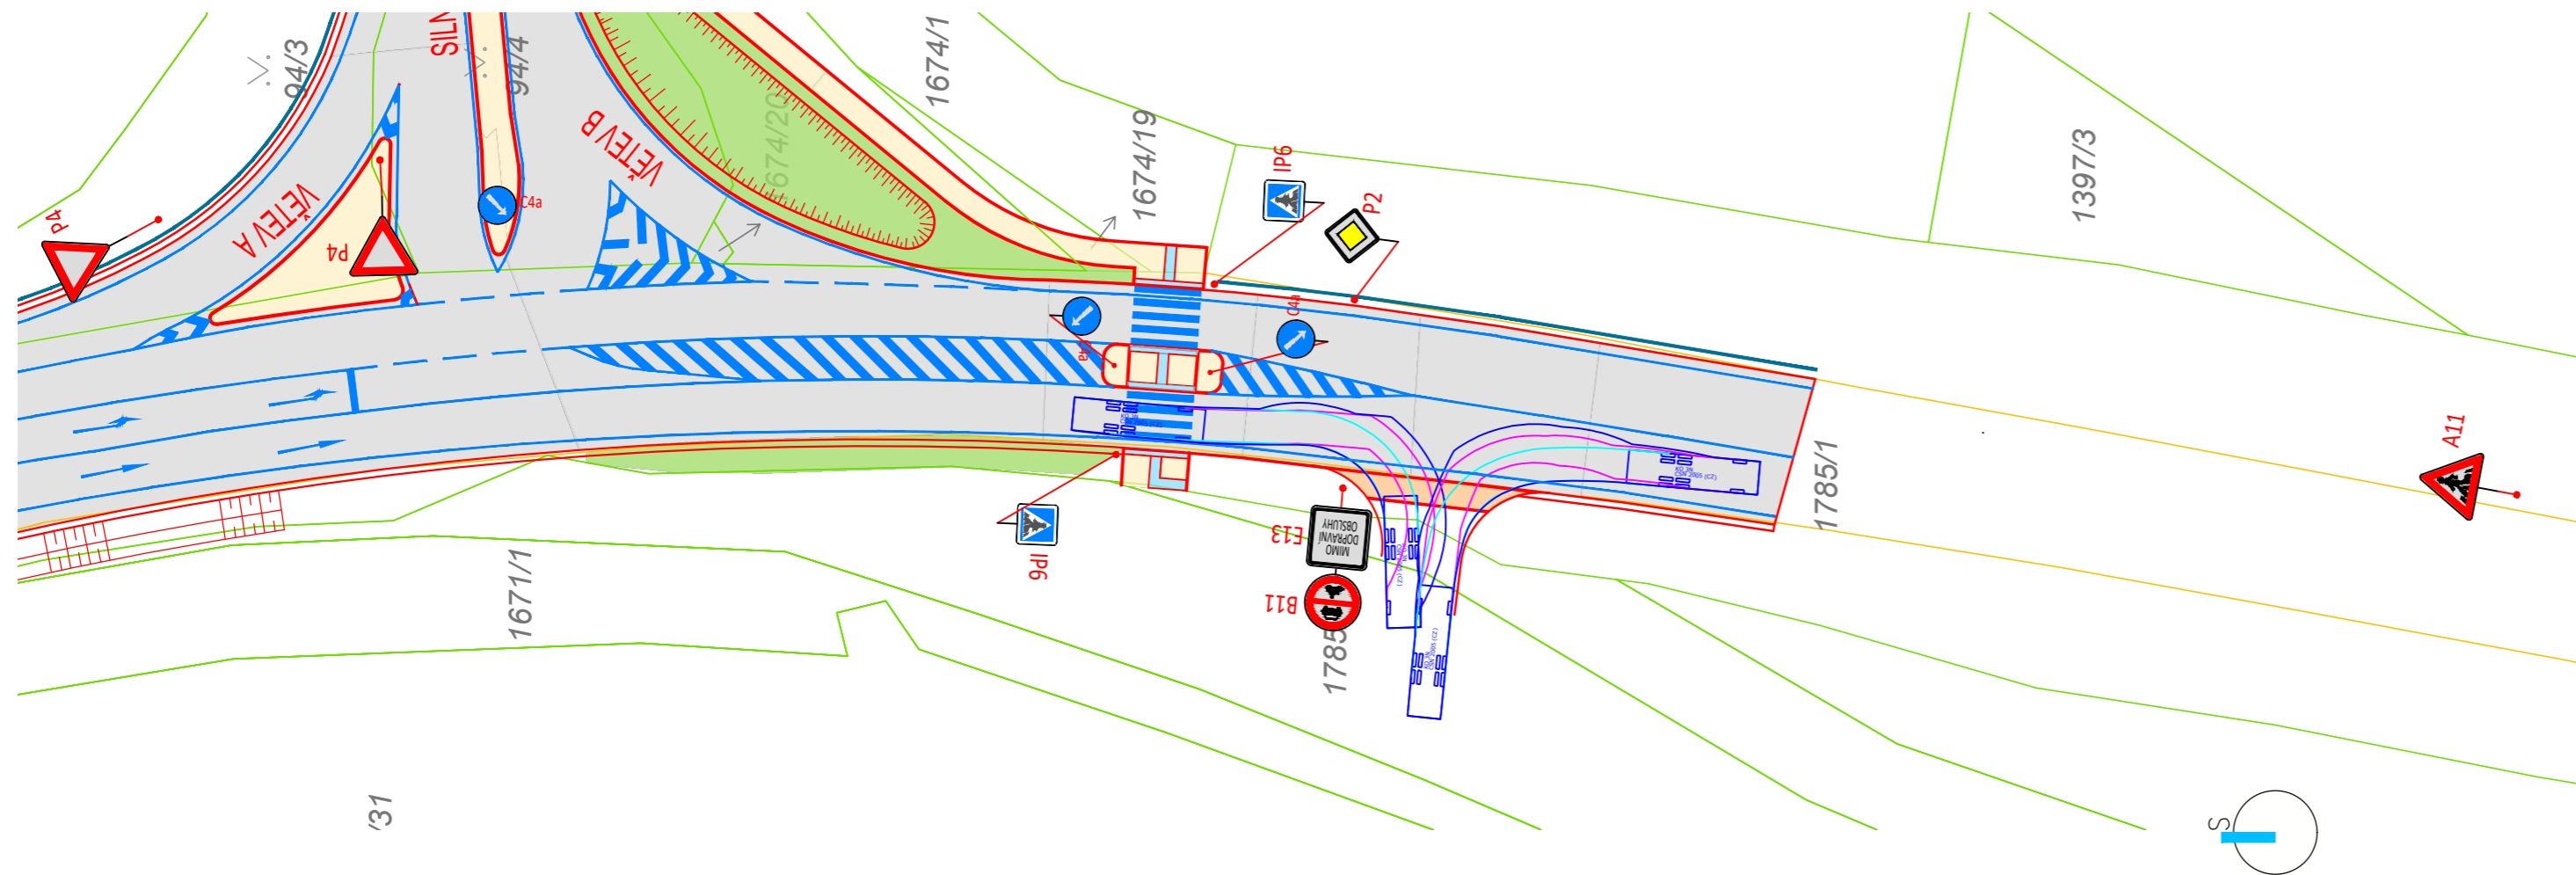 94/3
SILN
94/4
1674/1
1674/20
1674/19
VĚTEV B
VĚTEV A
P4
P4
C4a
IP6
P2
C4a
C4a
1397/3
1785/1
A11
IP6
E13
MIMO
DOPRAVNÍ
OBSLUHY
B11
1785
1671/1
/31
S